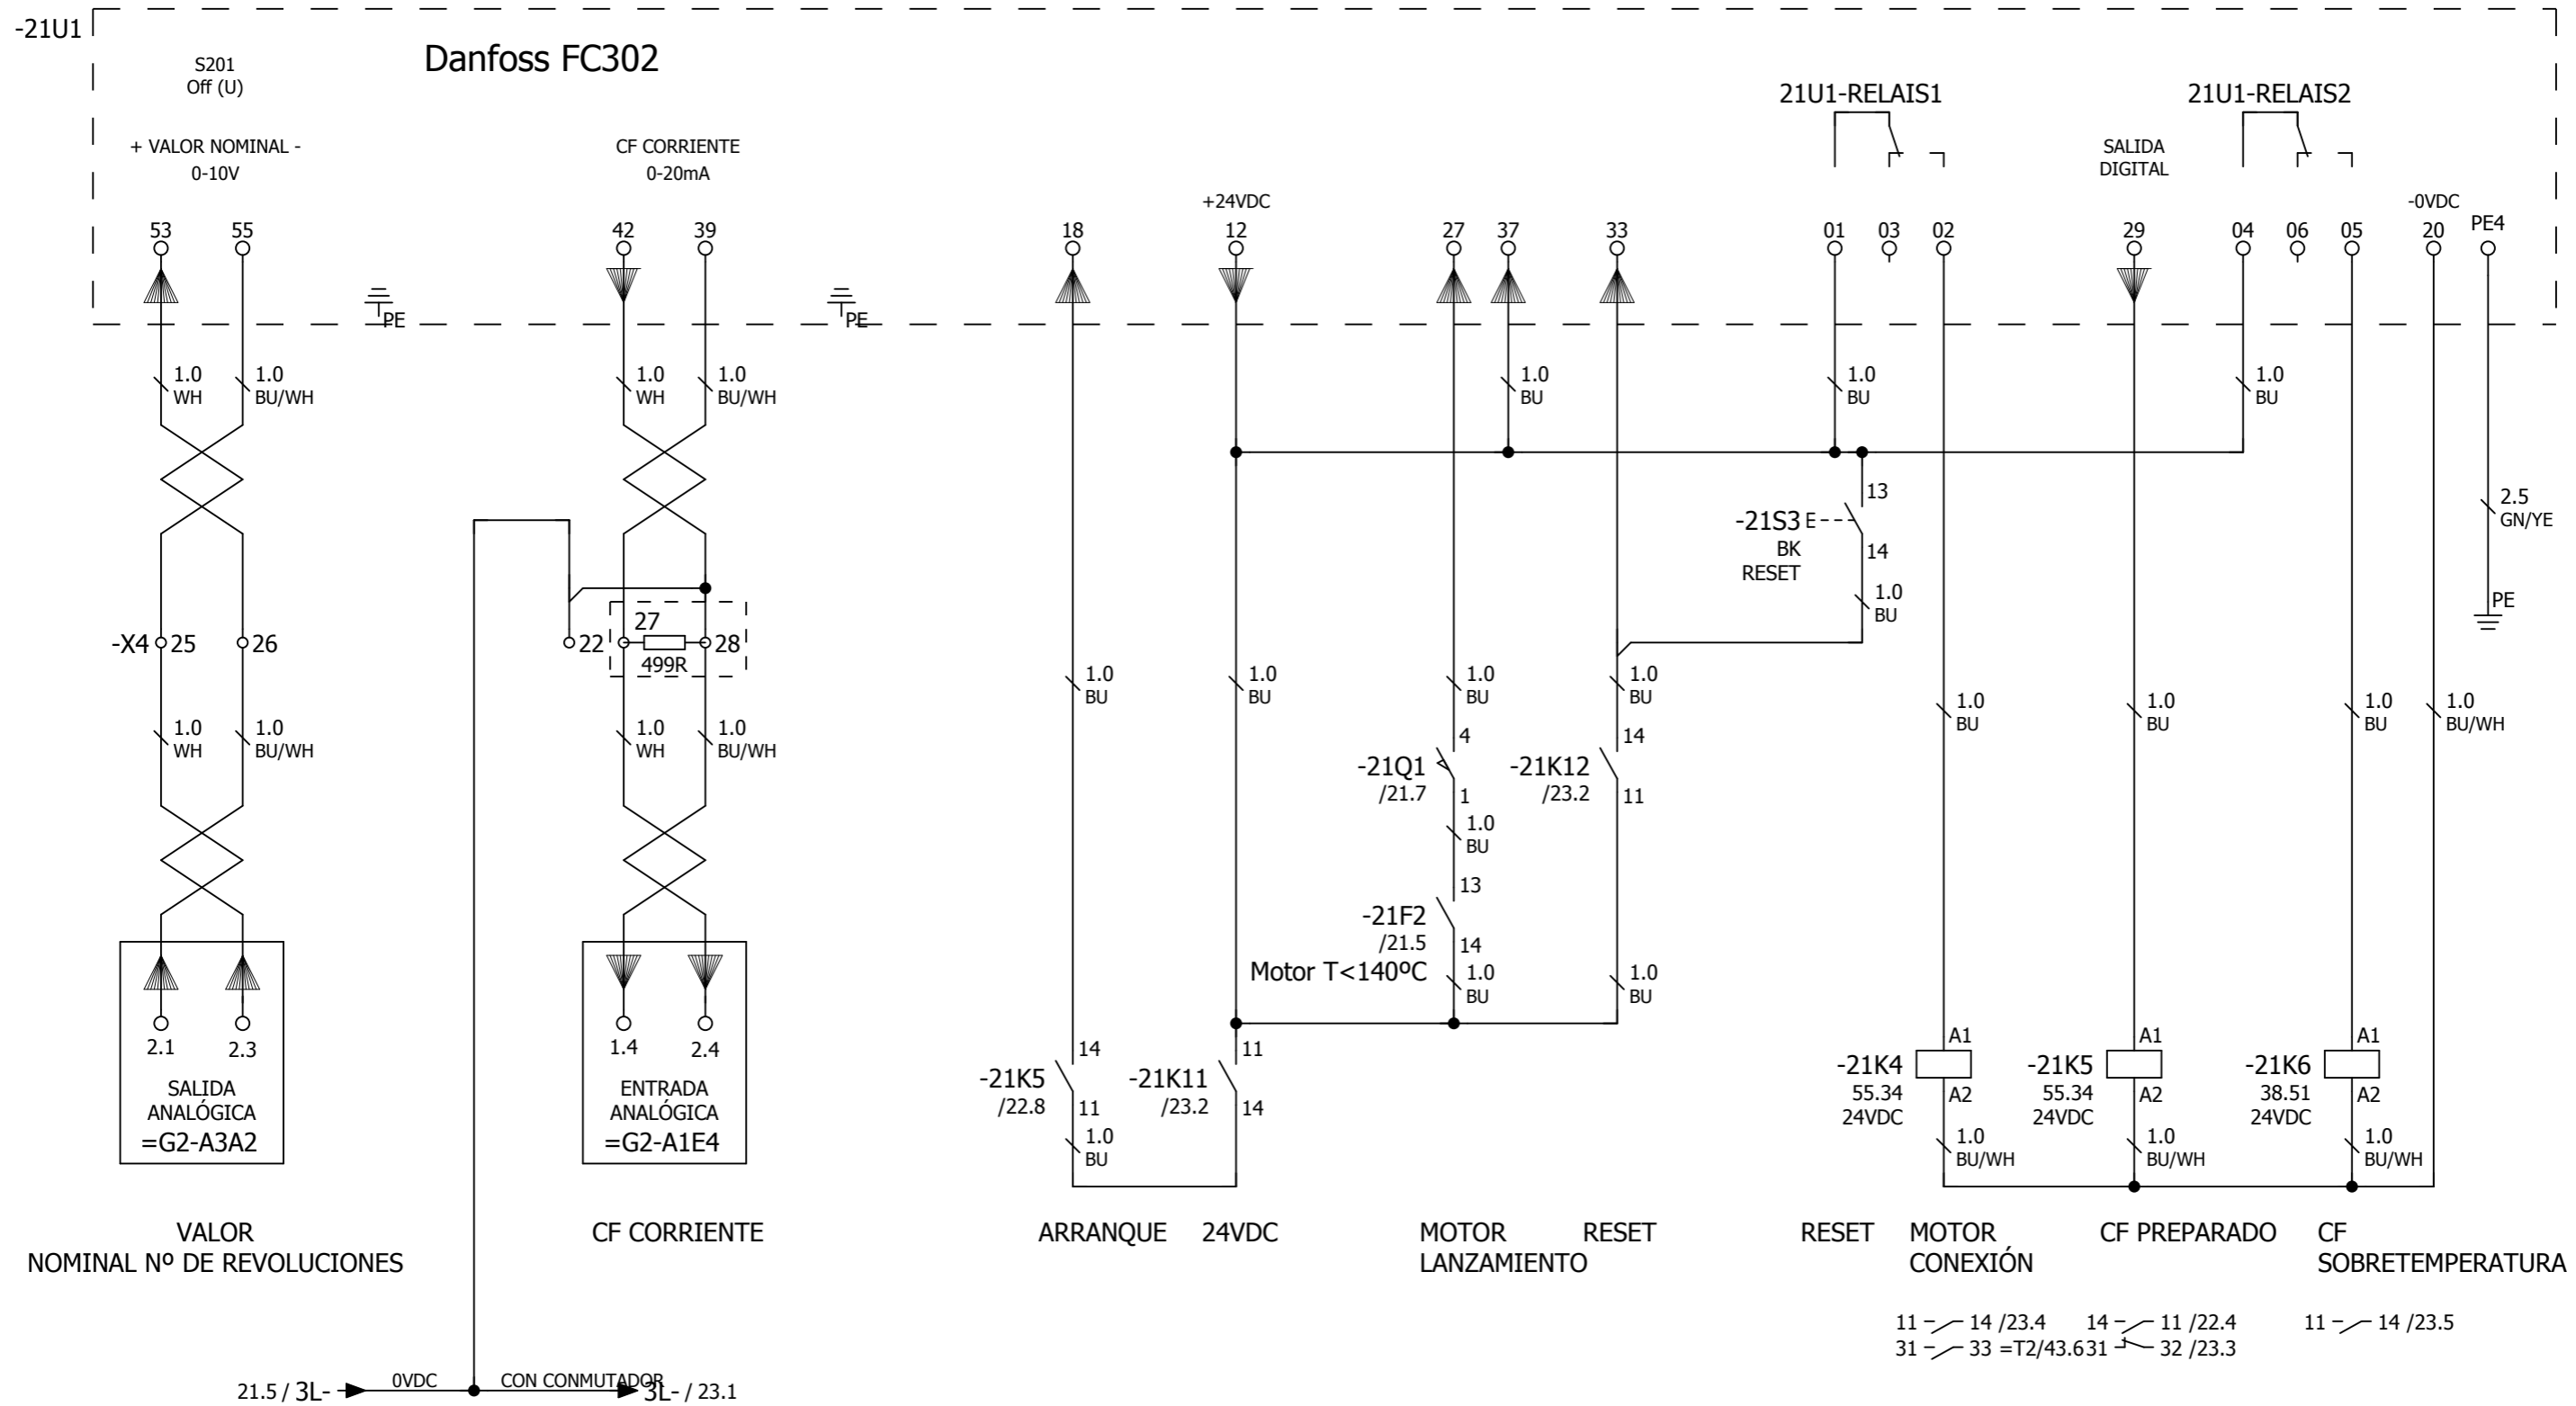 -21U1
Danfoss FC302
S201
Off (U)
21U1-RELAIS1
21U1-RELAIS2
+ VALOR NOMINAL -
0-10V
CF CORRIENTE
0-20mA
SALIDA
DIGITAL
+24VDC
-0VDC
53
55
42
39
18
12
27
37
33
01
03
02
29
04
06
05
20
PE4
PE
PE
1.0
WH
1.0
BU/WH
1.0
WH
1.0
BU/WH
1.0
BU
1.0
BU
1.0
BU
13
-21S3
BK
RESET
14
1.0
BU
2.5
GN/YE
PE
-X4
25
26
22
27
28
499R
1.0
BU
1.0
BU
1.0
BU
1.0
BU
1.0
BU
1.0
BU
1.0
BU
1.0
BU/WH
1.0
WH
1.0
BU/WH
1.0
WH
1.0
BU/WH
4
-21Q1
/21.7
1
1.0
BU
14
-21K12
/23.2
11
13
-21F2
/21.5
14
Motor T<140ºC
1.0
BU
1.0
BU
2.1
2.3
SALIDA
ANALÓGICA
=G2-A3A2
1.4
2.4
ENTRADA
ANALÓGICA
=G2-A1E4
14
-21K5
/22.8
11
1.0
BU
11
-21K11
/23.2
14
A1
-21K4
55.34
24VDC
A2
1.0
BU/WH
A1
-21K5
55.34
24VDC
A2
1.0
BU/WH
A1
-21K6
38.51
24VDC
A2
1.0
BU/WH
VALOR
NOMINAL Nº DE REVOLUCIONES
CF CORRIENTE
ARRANQUE
24VDC
MOTOR
LANZAMIENTO
RESET
RESET
MOTOR
CONEXIÓN
CF PREPARADO
CF
SOBRETEMPERATURA
11 14 /23.4
31 33 =T2/43.6
14 11 /22.4
31 32 /23.3
11 14 /23.5
21.5 / 3L-
0VDC
CON CONMUTADOR
3L- / 23.1